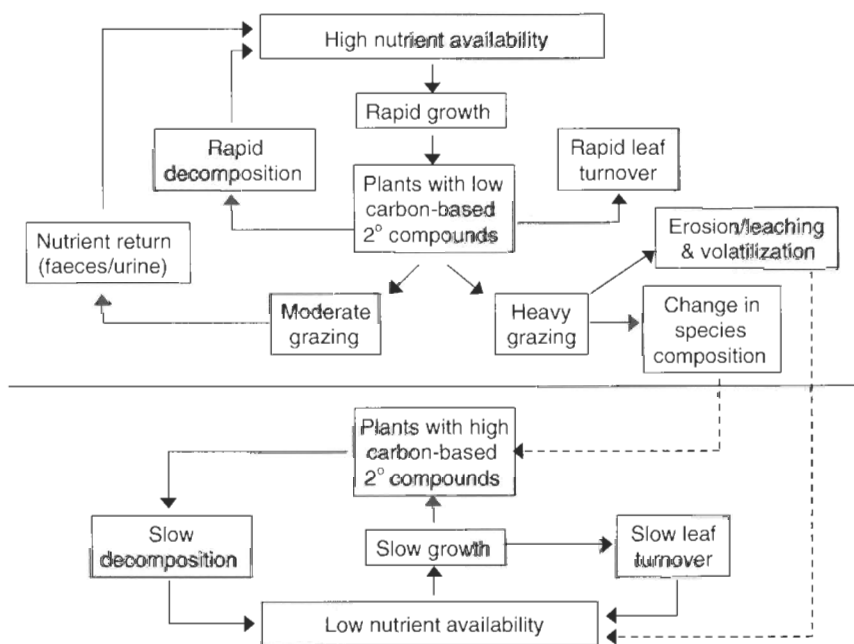 High nutrient availability
Rapid growth
Rapid
decomposition
Plants with low
carbon-based
2° compounds
Rapid leaf
turnover
Nutrient return
(faeces/urine)
Erosion/leaching
& volatilization
Moderate
grazing
Heavy
grazing
Change in
species
composition
Plants with high
carbon-based
2° compounds
Slow
decomposition
Slow growth
Slow leaf
turnover
Low nutrient availability